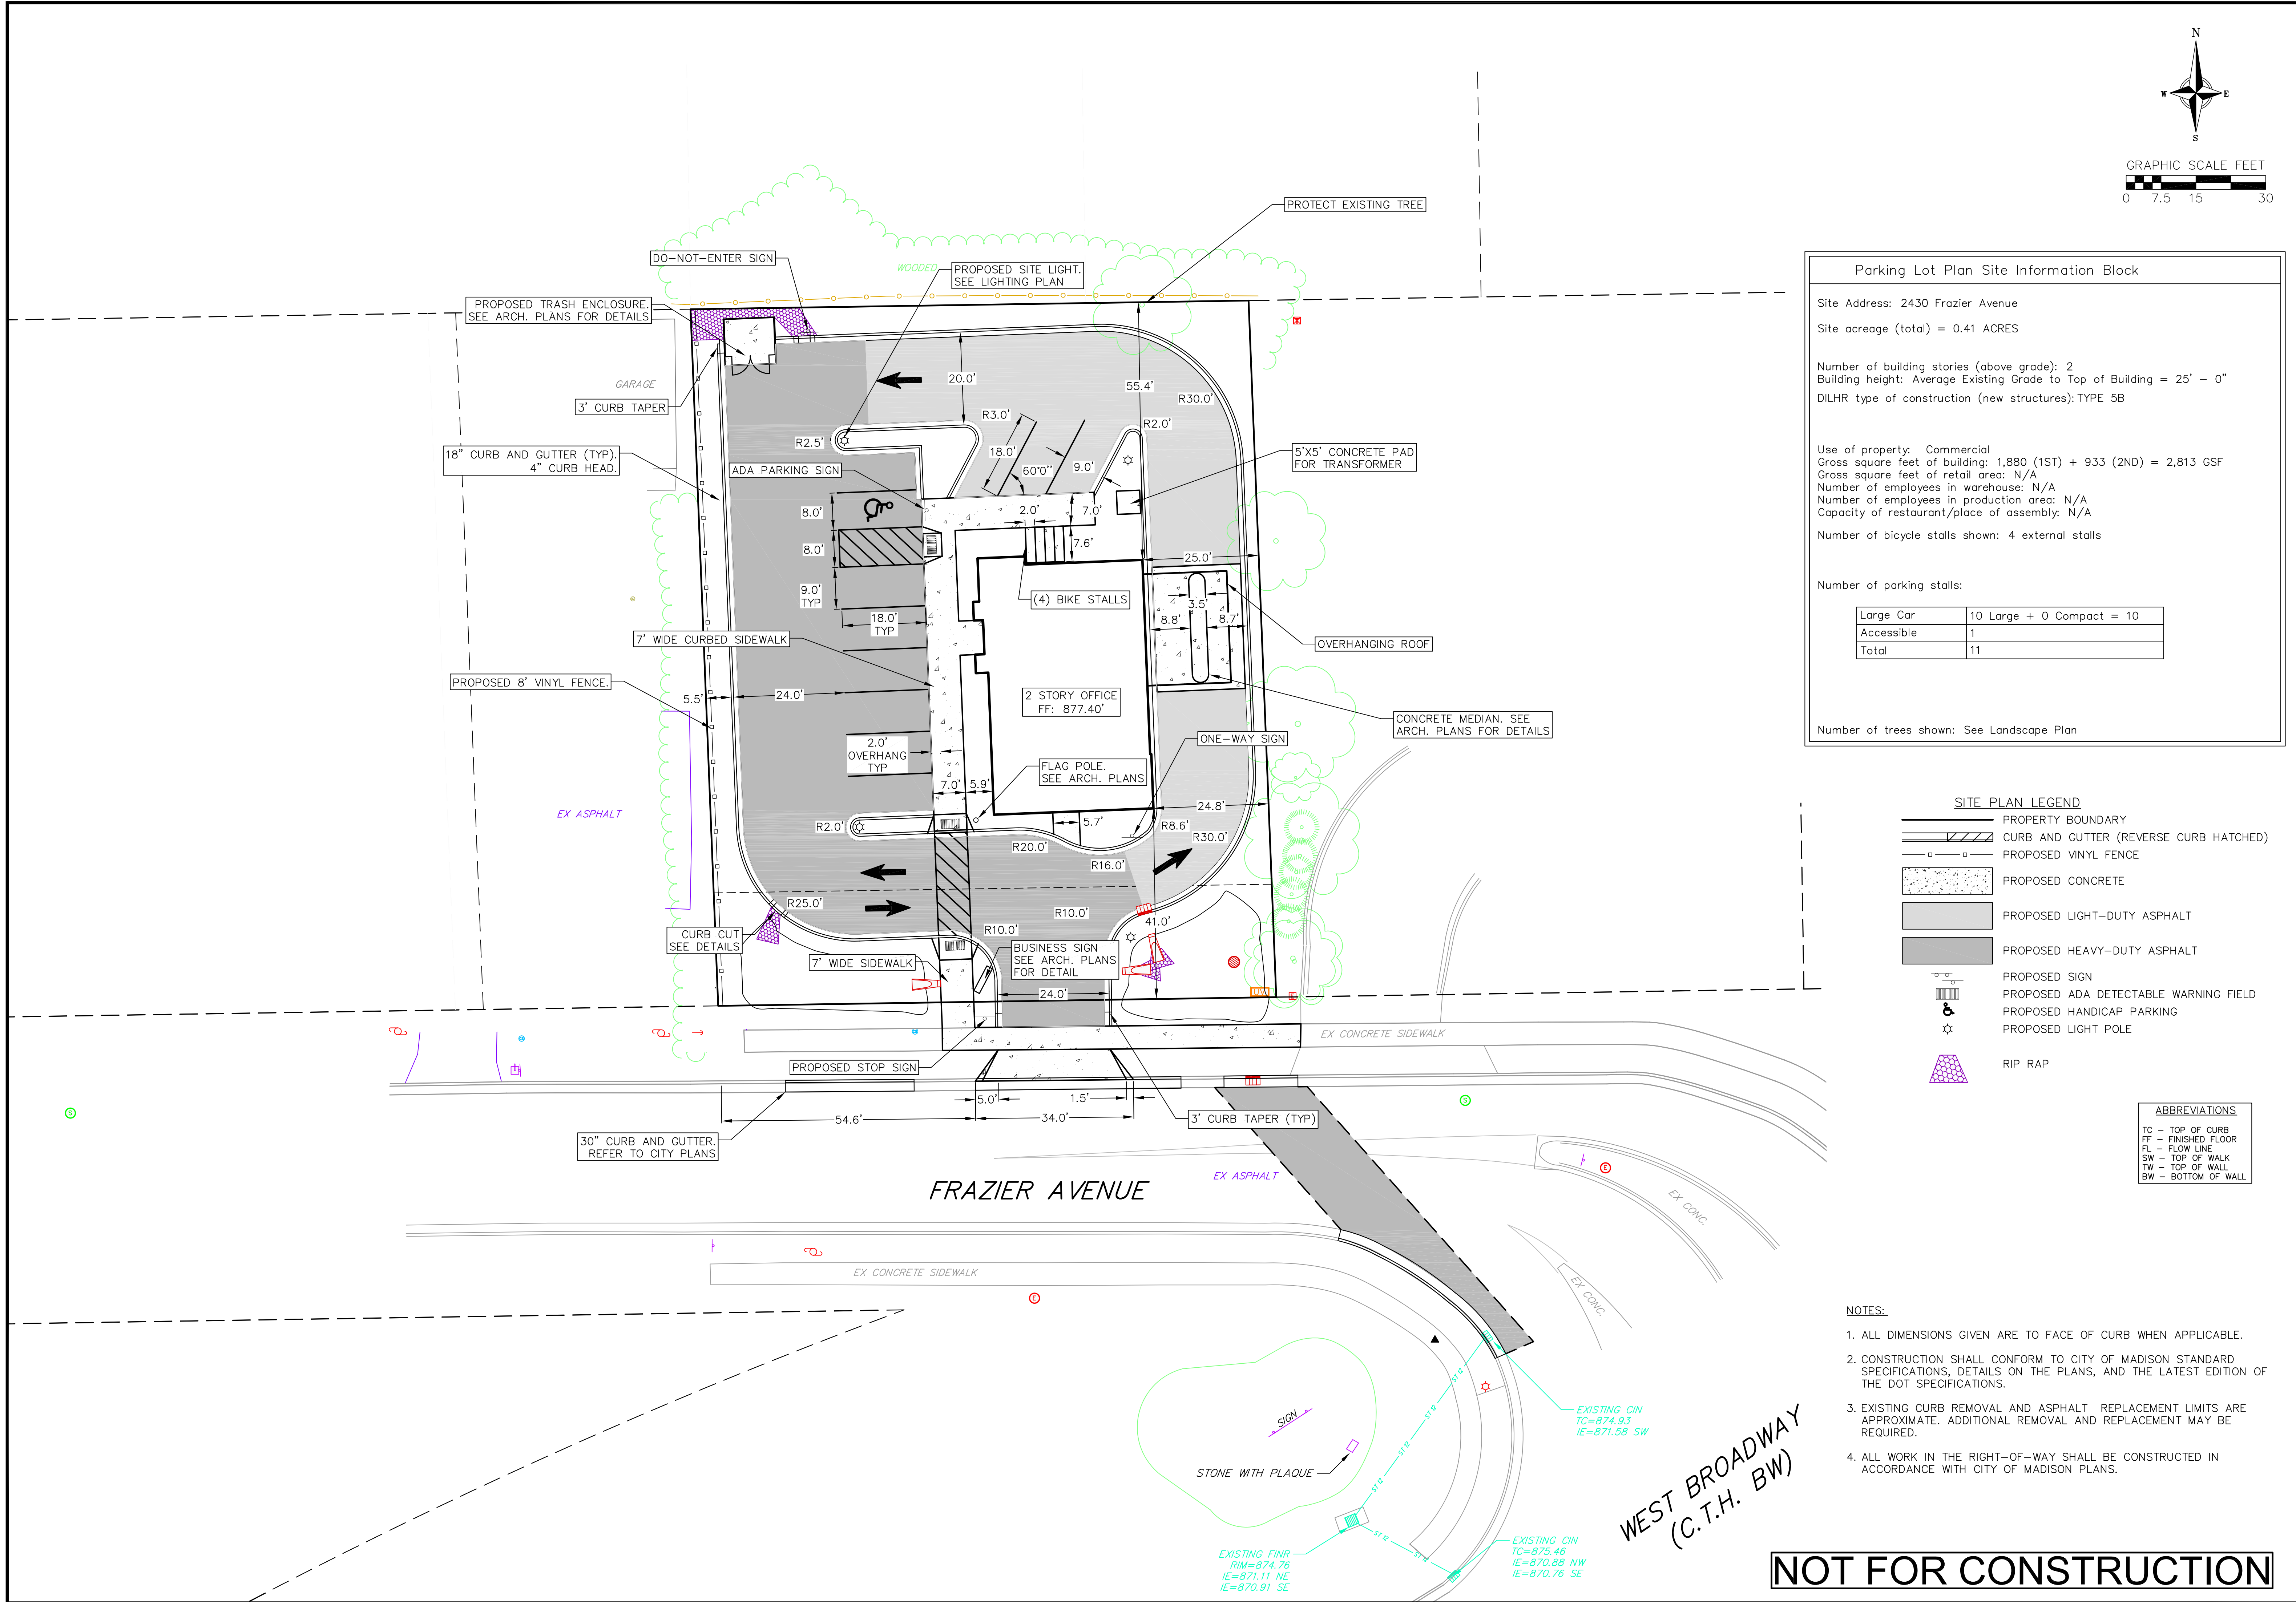 N
W
E
S
GRAPHIC SCALE FEET
0 7.5 15 30
PROTECT EXISTING TREE
DO-NOT-ENTER SIGN
WOODED
PROPOSED SITE LIGHT.
SEE LIGHTING PLAN
PROPOSED TRASH ENCLOSURE.
SEE ARCH. PLANS FOR DETAILS
GARAGE
3' CURB TAPER
20.0'
55.4'
R30.0'
R3.0'
R2.0'
R2.5'
18.0'
60°0"
9.0'
18" CURB AND GUTTER (TYP).
4" CURB HEAD.
ADA PARKING SIGN
5'X5' CONCRETE PAD
FOR TRANSFORMER
8.0'
2.0'
7.0'
8.0'
7.6'
25.0'
9.0'
TYP
(4) BIKE STALLS
3.5'
18.0'
TYP
8.8'
8.7'
7' WIDE CURBED SIDEWALK
OVERHANGING ROOF
PROPOSED 8' VINYL FENCE.
5.5'
24.0'
2 STORY OFFICE
FF: 877.40'
CONCRETE MEDIAN. SEE
ARCH. PLANS FOR DETAILS
ONE-WAY SIGN
2.0'
OVERHANG
TYP
FLAG POLE.
SEE ARCH. PLANS
7.0'
5.9'
24.8'
EX ASPHALT
R2.0'
5.7'
R8.6'
R30.0'
R20.0'
R16.0'
R25.0'
R10.0'
41.0'
R10.0'
CURB CUT
SEE DETAILS
BUSINESS SIGN
SEE ARCH. PLANS
FOR DETAIL
7' WIDE SIDEWALK
24.0'
EX CONCRETE SIDEWALK
PROPOSED STOP SIGN
5.0'
1.5'
54.6'
34.0'
3' CURB TAPER (TYP)
30" CURB AND GUTTER.
REFER TO CITY PLANS
S
S
E
FRAZIER AVENUE
EX ASPHALT
EX CONC.
EX CONCRETE SIDEWALK
E
EX CONC.
SIGN
STONE WITH PLAQUE
ST 12
ST 12
ST 12
ST 12
ST 12
ST 12
EXISTING CIN
TC=874.93
IE=871.58 SW
EXISTING FINR
RIM=874.76
IE=871.11 NE
IE=870.91 SE
EXISTING CIN
TC=875.46
IE=870.88 NW
IE=870.76 SE
WEST BROADWAY
(C.T.H. BW)
Parking Lot Plan Site Information Block
Site Address: 2430 Frazier Avenue
Site acreage (total) = 0.41 ACRES
Number of building stories (above grade): 2
Building height: Average Existing Grade to Top of Building = 25' - 0"
DILHR type of construction (new structures): TYPE 5B
Use of property: Commercial
Gross square feet of building: 1,880 (1ST) + 933 (2ND) = 2,813 GSF
Gross square feet of retail area: N/A
Number of employees in warehouse: N/A
Number of employees in production area: N/A
Capacity of restaurant/place of assembly: N/A
Number of bicycle stalls shown: 4 external stalls
Number of parking stalls:
Large Car 10 Large + 0 Compact = 10
Accessible 1
Total 11
Number of trees shown: See Landscape Plan
SITE PLAN LEGEND
PROPERTY BOUNDARY
CURB AND GUTTER (REVERSE CURB HATCHED)
PROPOSED VINYL FENCE
PROPOSED CONCRETE
PROPOSED LIGHT-DUTY ASPHALT
PROPOSED HEAVY-DUTY ASPHALT
PROPOSED SIGN
PROPOSED ADA DETECTABLE WARNING FIELD
PROPOSED HANDICAP PARKING
PROPOSED LIGHT POLE
RIP RAP
ABBREVIATIONS
TC - TOP OF CURB
FF - FINISHED FLOOR
FL - FLOW LINE
SW - TOP OF WALK
TW - TOP OF WALL
BW - BOTTOM OF WALL
NOTES:
1. ALL DIMENSIONS GIVEN ARE TO FACE OF CURB WHEN APPLICABLE.
2. CONSTRUCTION SHALL CONFORM TO CITY OF MADISON STANDARD
SPECIFICATIONS, DETAILS ON THE PLANS, AND THE LATEST EDITION OF
THE DOT SPECIFICATIONS.
3. EXISTING CURB REMOVAL AND ASPHALT REPLACEMENT LIMITS ARE
APPROXIMATE. ADDITIONAL REMOVAL AND REPLACEMENT MAY BE
REQUIRED.
4. ALL WORK IN THE RIGHT-OF-WAY SHALL BE CONSTRUCTED IN
ACCORDANCE WITH CITY OF MADISON PLANS.
NOT FOR CONSTRUCTION